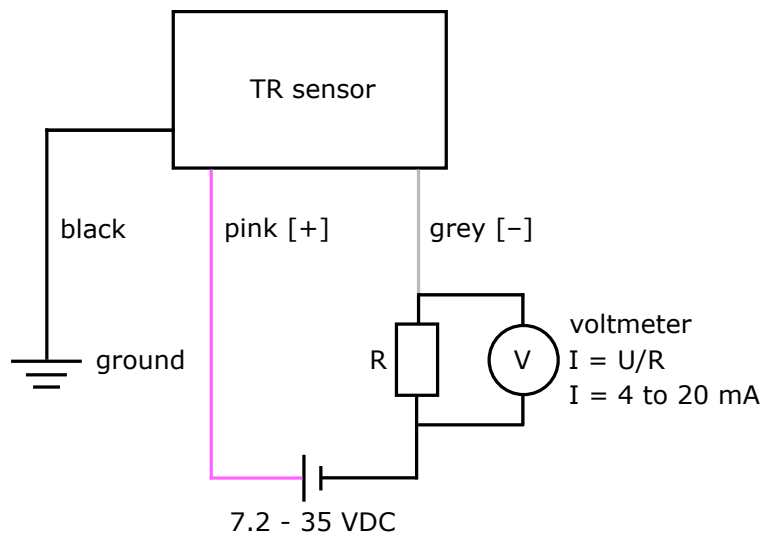 TR sensor
black
pink [+]
grey [–]
ground
R
V
voltmeter
I = U/R
I = 4 to 20 mA
7.2 - 35 VDC